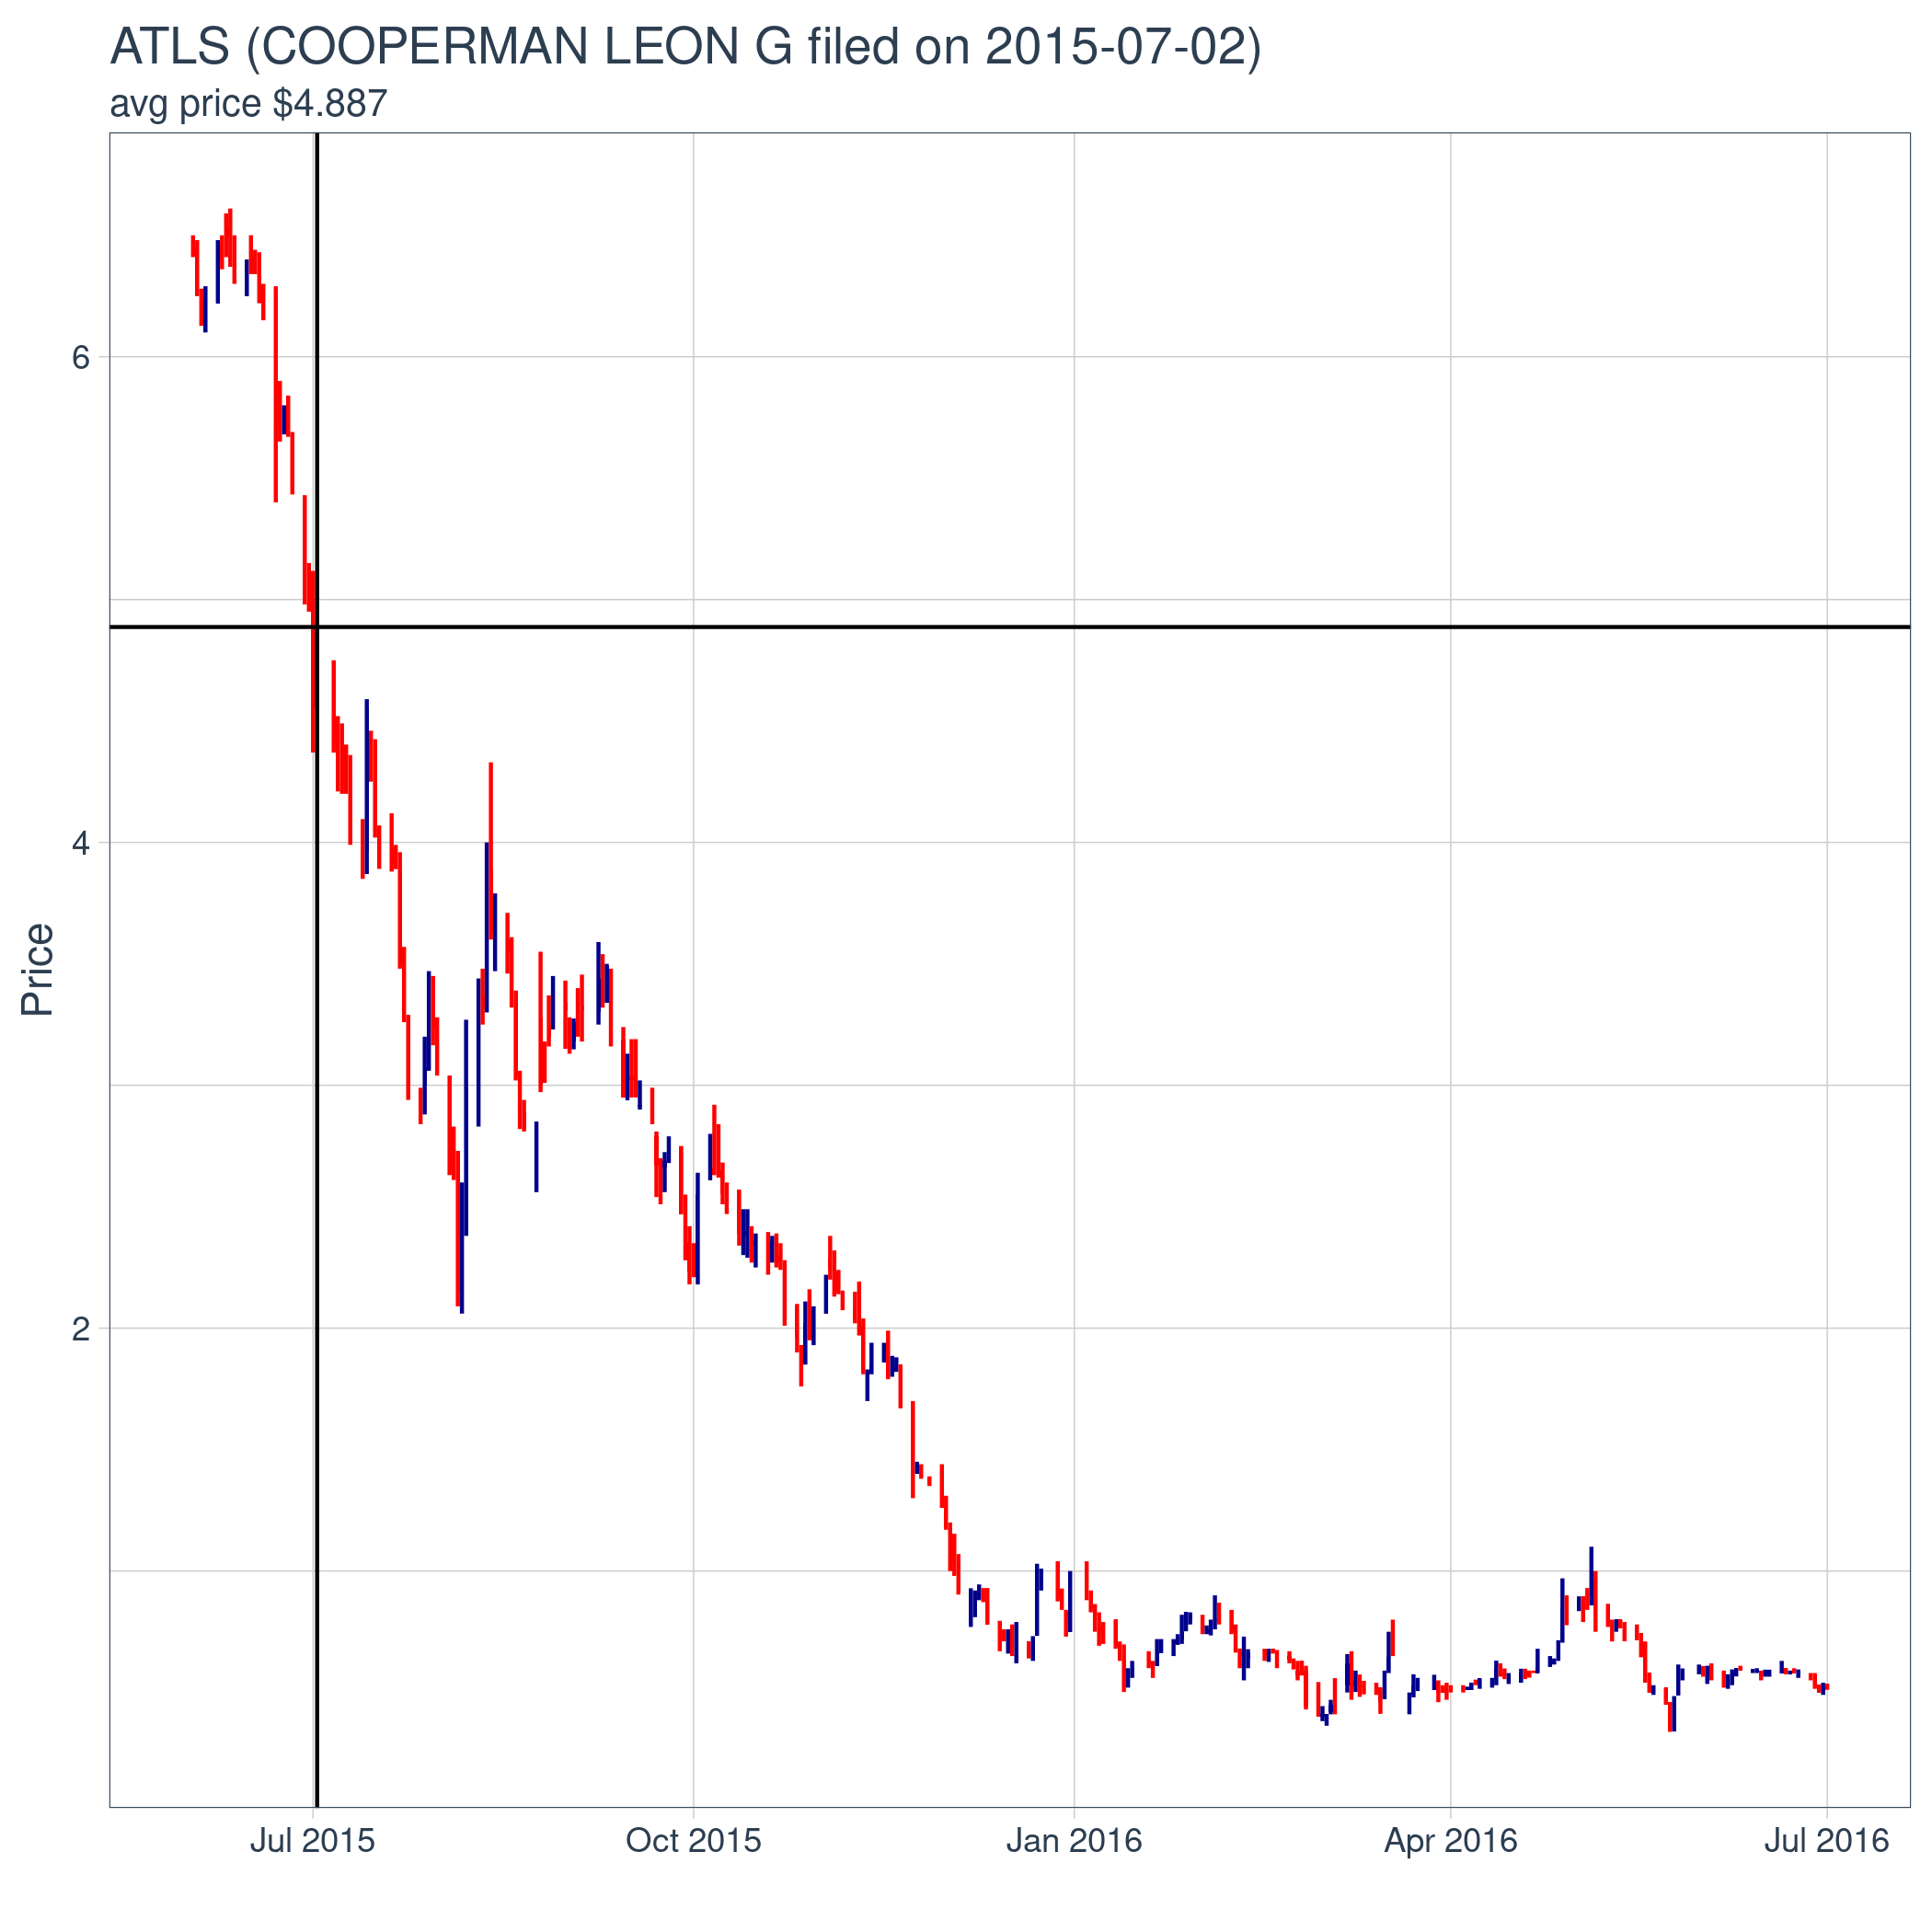 ATLS (COOPERMAN LEON G filed on 2015-07-02)
avg price $4.887
6
4
2
Price
Jul 2015
Oct 2015
Jan 2016
Apr 2016
Jul 2016